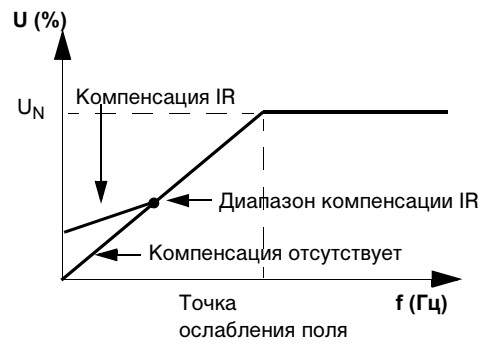 U (%)
Компенсация IR
U_N
Диапазон компенсации IR
Компенсация отсутствует
Точка
ослабления поля
f (Гц)